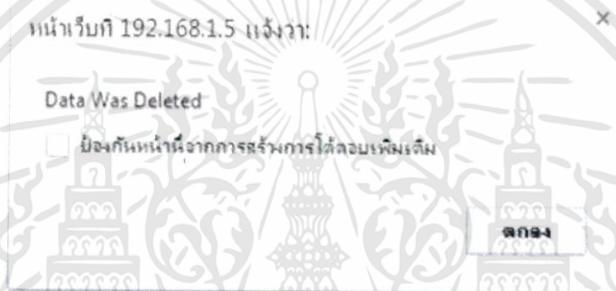 หน้าเว็บที่ 192.168.1.5 แจ้งว่า:
×
Data Was Deleted
ป้องกันหน้านี้จากการสร้างการโต้ตอบเพิ่มเติม
ตกลง